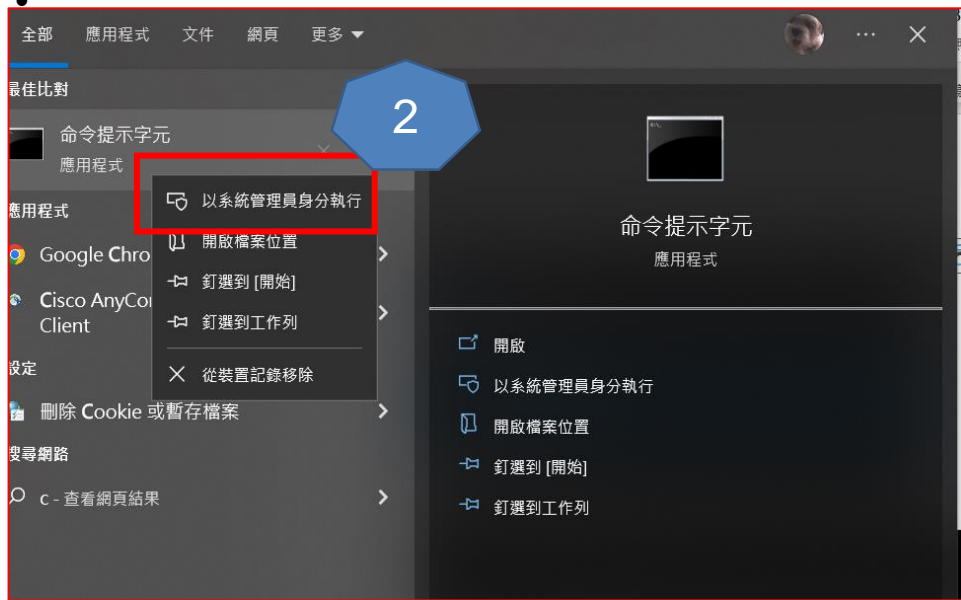 全部 應用程式 文件 網頁 更多
最佳比對
2
命令提示字元
應用程式
以系統管理員身分執行
開啟檔案位置
釘選到 [開始]
釘選到工作列
從裝置記錄移除
應用程式
Google Chro
Cisco AnyCon
Client
設定
刪除 Cookie 或暫存檔案
搜尋網路
c - 查看網頁結果
命令提示字元
應用程式
開啟
以系統管理員身分執行
開啟檔案位置
釘選到 [開始]
釘選到工作列